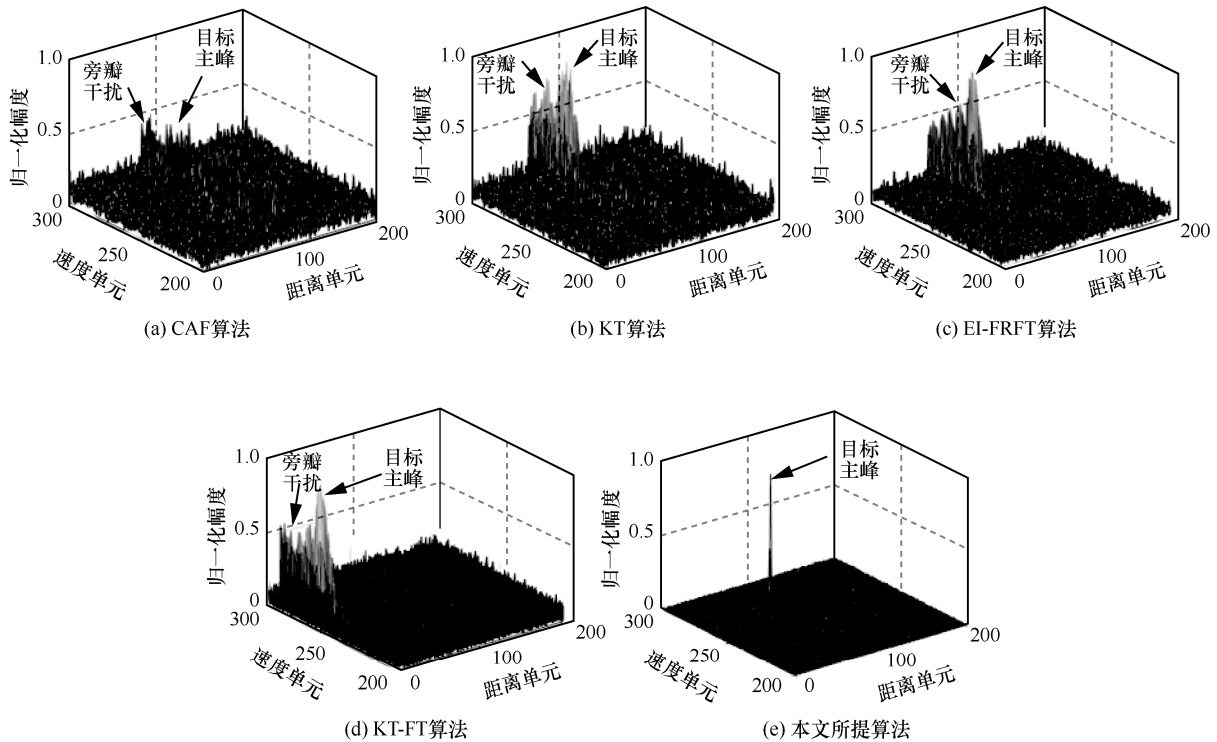 1.0
旁瓣
干扰
目标
主峰
0.5
归一化幅度
0
300
250
200
速度单元
0
100
200
距离单元
(a) CAF算法
1.0
旁瓣
干扰
目标
主峰
0.5
归一化幅度
0
300
250
200
速度单元
0
100
200
距离单元
(b) KT算法
1.0
旁瓣
干扰
目标
主峰
0.5
归一化幅度
0
300
250
200
速度单元
0
100
200
距离单元
(c) EI-FRFT算法
1.0
旁瓣
干扰
目标
主峰
0.5
归一化幅度
0
300
250
200
速度单元
0
100
200
距离单元
(d) KT-FT算法
1.0
目标
主峰
0.5
归一化幅度
0
300
250
200
速度单元
0
100
200
距离单元
(e) 本文所提算法